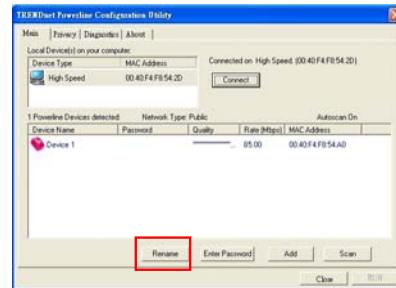 TRENDnet Powerline Configuration Utility
Main Privacy Diagnostics About
Local Device(s) on your computer:
Device Type MAC Address
High Speed 00:40:F4:F8:54:2D
Connected on High Speed (00:40:F4:F8:54:2D)
Connect
1 Powerline Devices detected Network Type: Public Autoscan On
Device Name Password Quality Rate (Mbps) MAC Address
Device 1 85.00 00:40:F4:F8:54:AD
Rename Enter Password Add Scan
Close